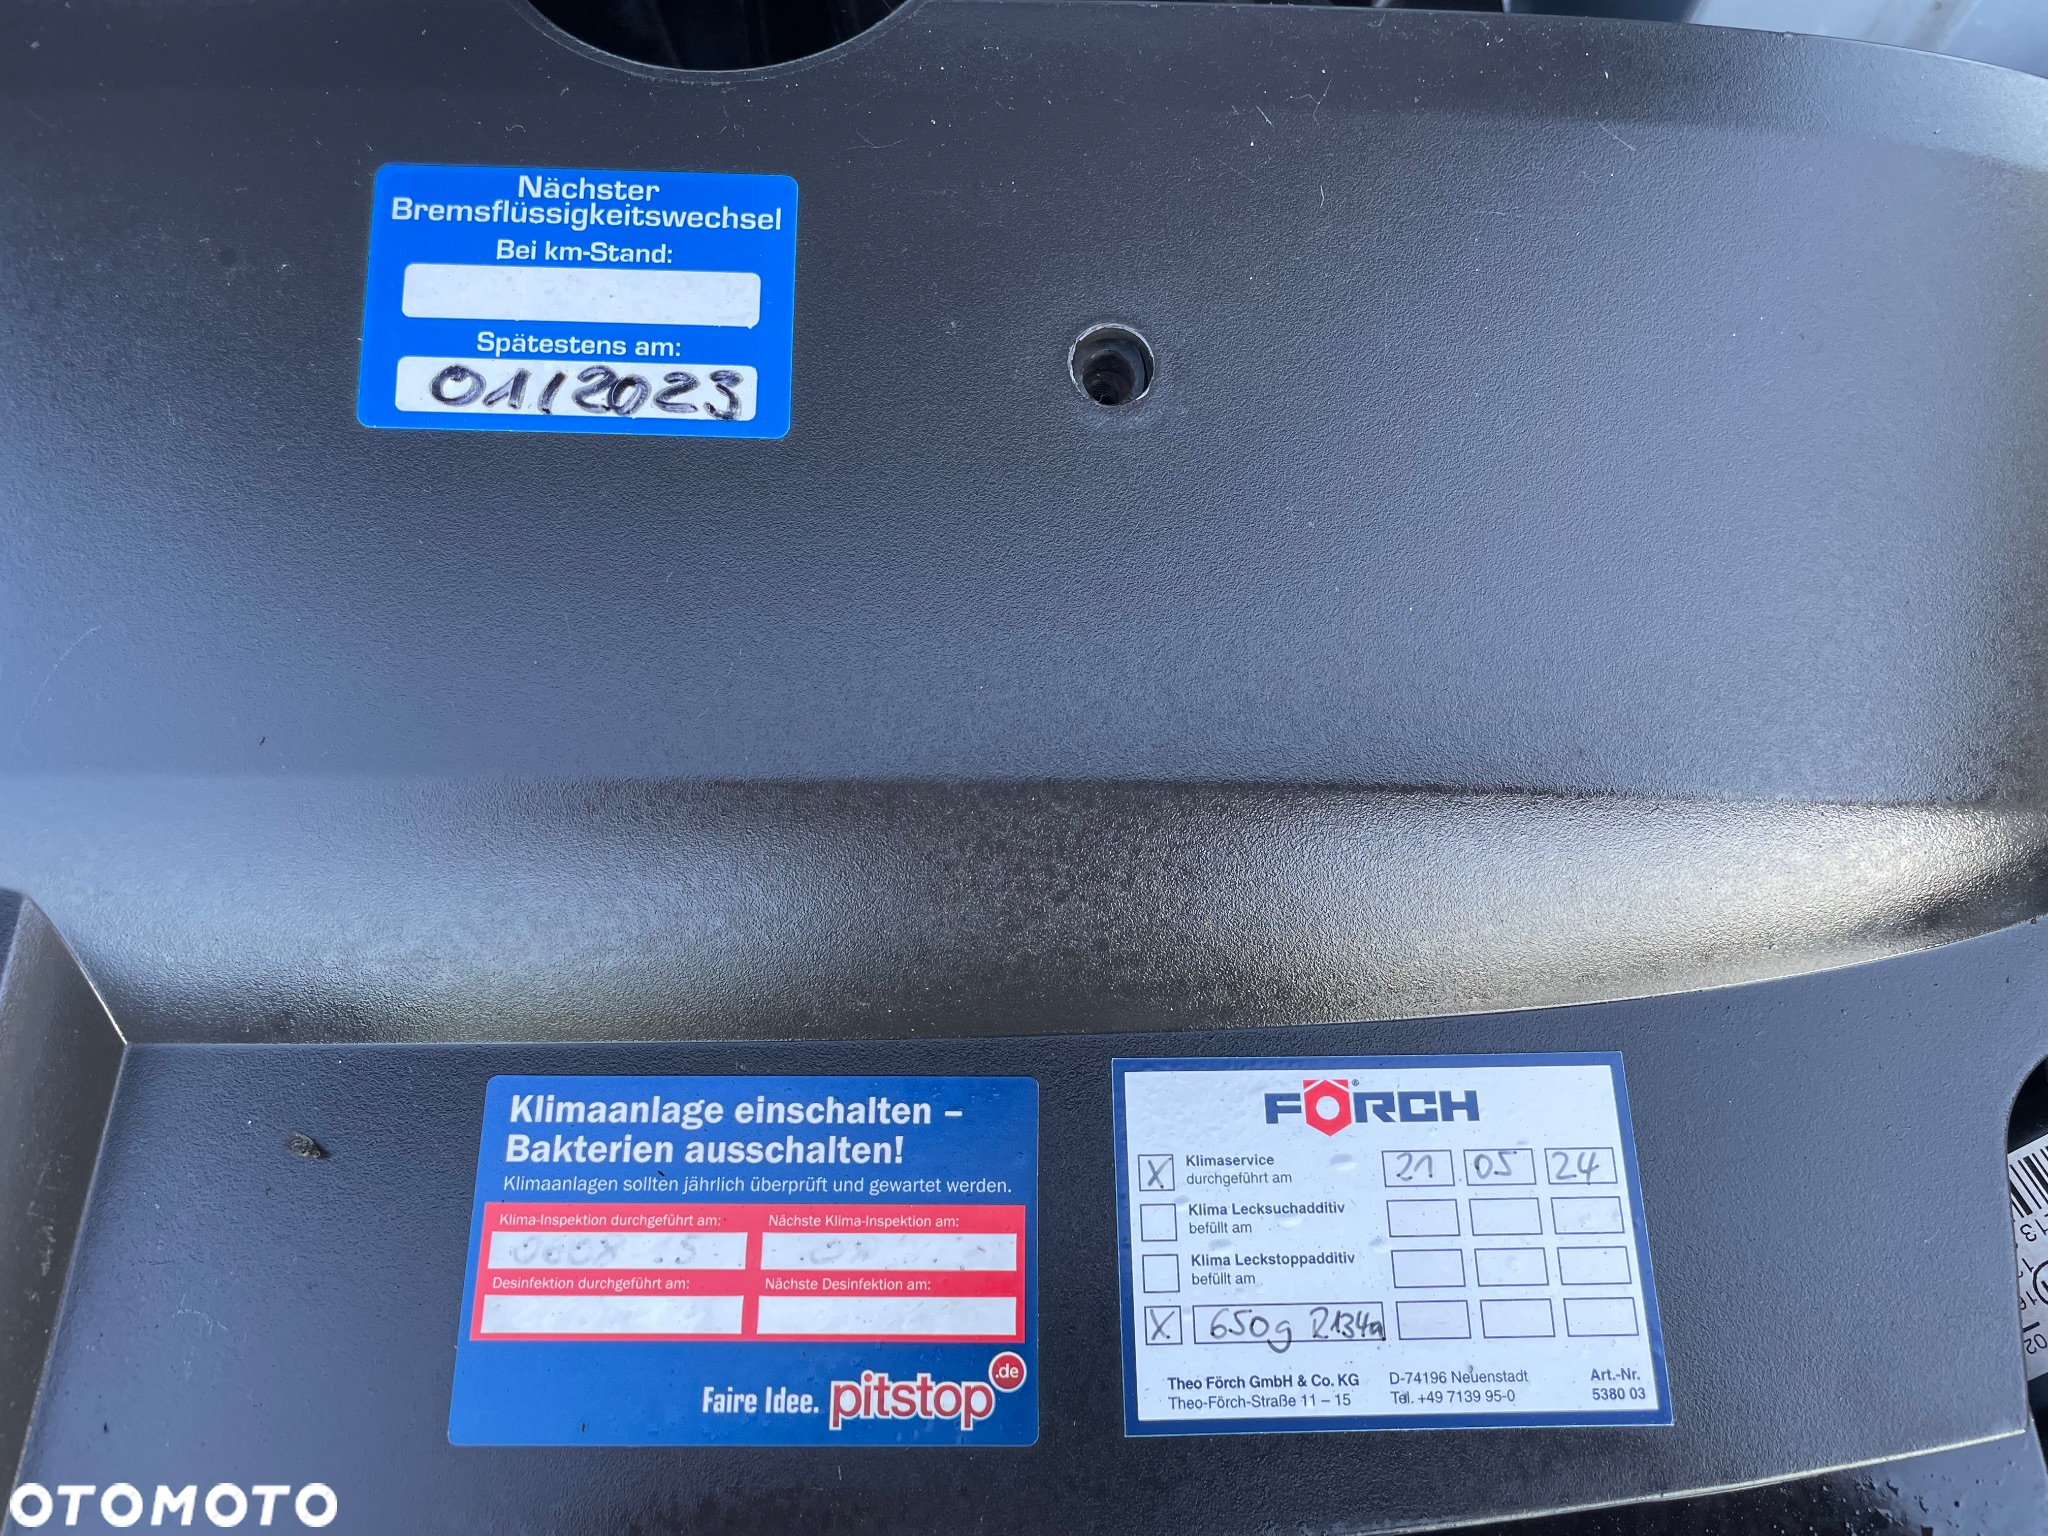 Nächster
Bremsflüssigkeitswechsel
Bei km-Stand:
Spätestens am:
01/2023
Klimaanlage einschalten –
Bakterien ausschalten!
Klimaanlagen sollten jährlich überprüft und gewartet werden.
Klima-Inspektion durchgeführt am:
Nächste Klima-Inspektion am:
Desinfektion durchgeführt am:
Nächste Desinfektion am:
Faire Idee. pitstop.de
FÖRCH®
X Klimaservice
durchgeführt am 21 05 24
Klima Lecksuchadditiv
befüllt am
Klima Leckstoppadditiv
befüllt am
X 650g R134a
Theo Förch GmbH & Co. KG D-74196 Neuenstadt Art.-Nr.
Theo-Förch-Straße 11 – 15 Tel. +49 7139 95-0 5380 03
OTOMOTO